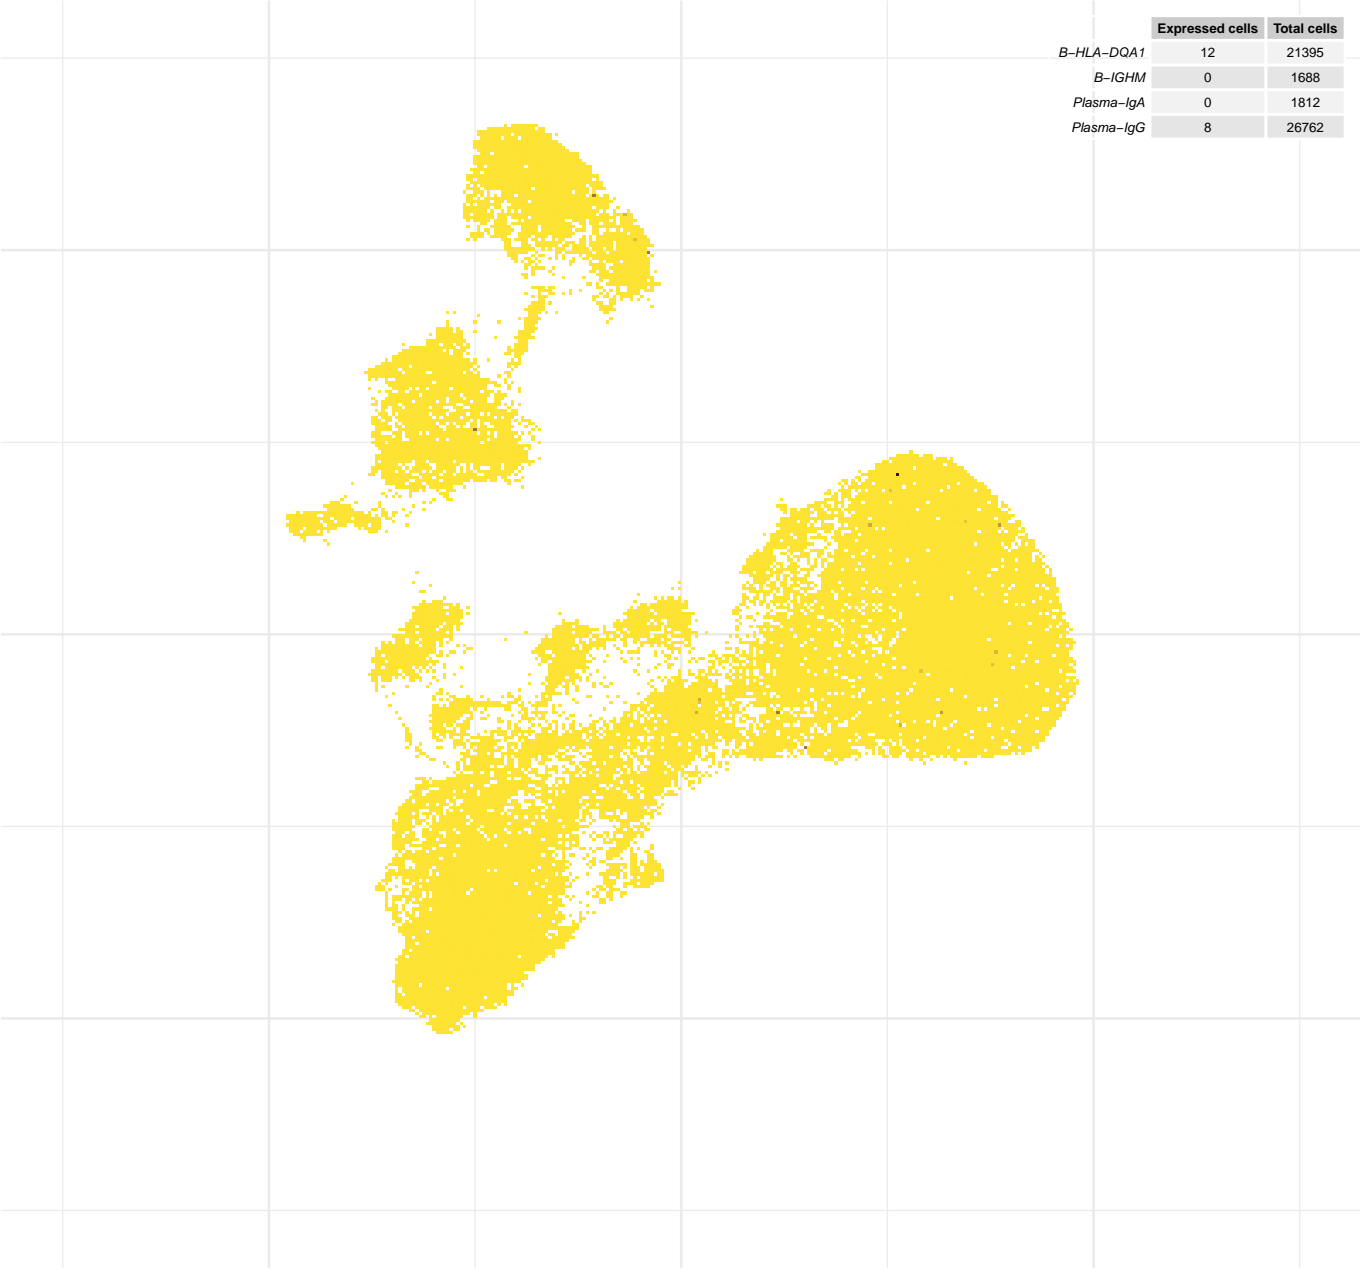 Expressed cells Total cells
B−HLA−DQA1 12 21395
B−IGHM 0 1688
Plasma−IgA 0 1812
Plasma−IgG 8 26762